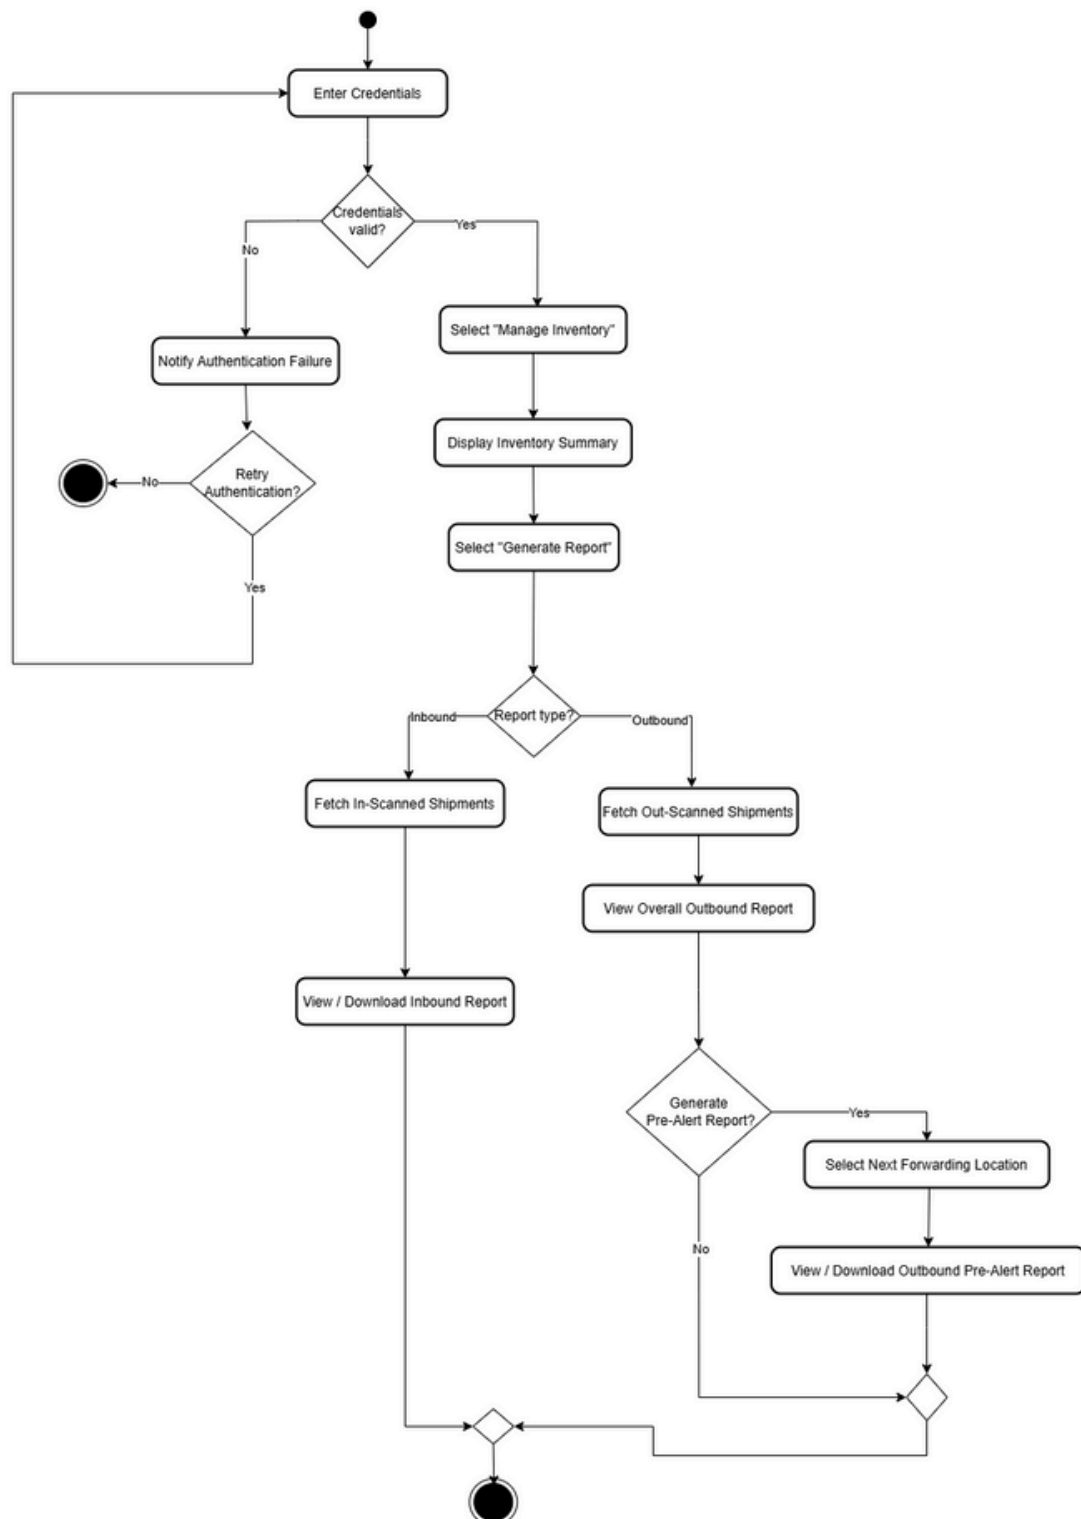 Enter Credentials
Credentials
valid?
Yes
No
Select "Manage Inventory"
Notify Authentication Failure
Display Inventory Summary
Retry
Authentication?
No
Select "Generate Report"
Yes
Report type?
Inbound
Outbound
Fetch In-Scanned Shipments
Fetch Out-Scanned Shipments
View Overall Outbound Report
View / Download Inbound Report
Generate
Pre-Alert Report?
Yes
Select Next Forwarding Location
No
View / Download Outbound Pre-Alert Report